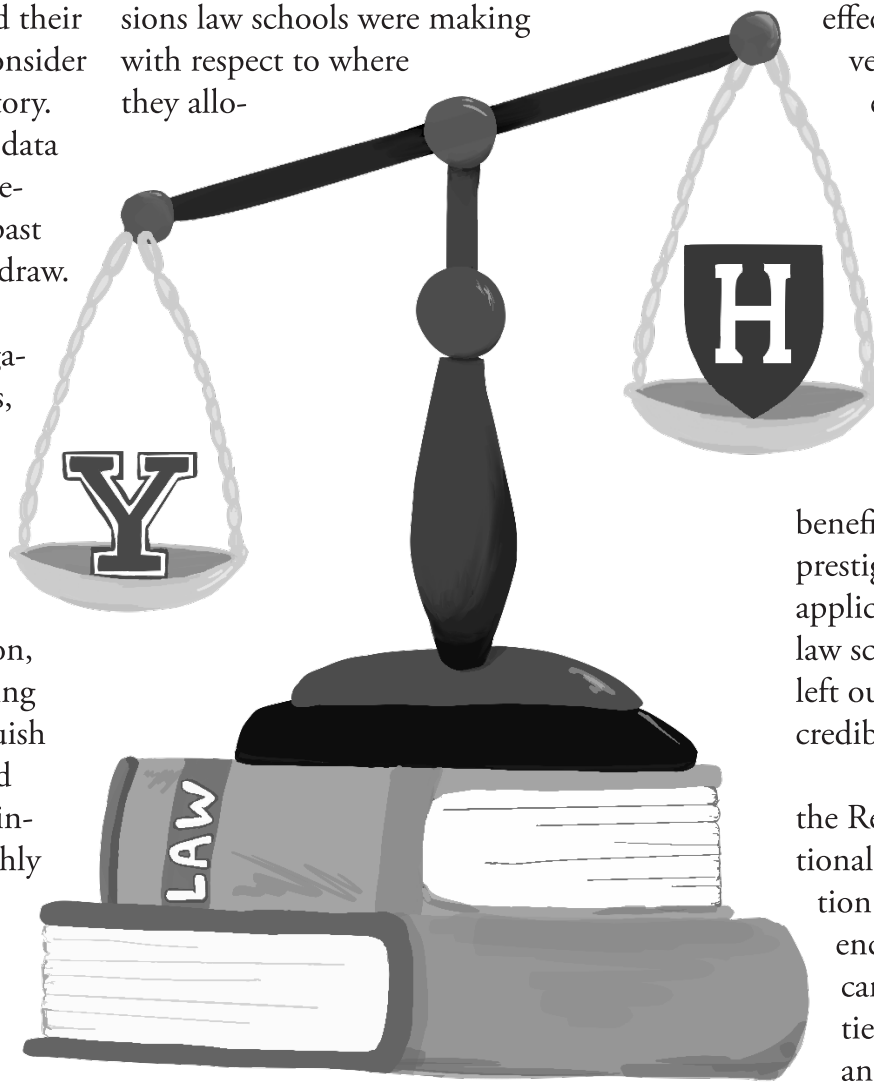 d their
onsider
tory.
data
e-
past
draw.
ga-
s,
on,
ng
uish
d
in-
hly
sions law schools were making
with respect to where
they allo-
Y
H
LAW
effec
ve
benefi
prestig
applic
law sc
left ou
credib
the Re
tional
tion
enc
can
tie
an